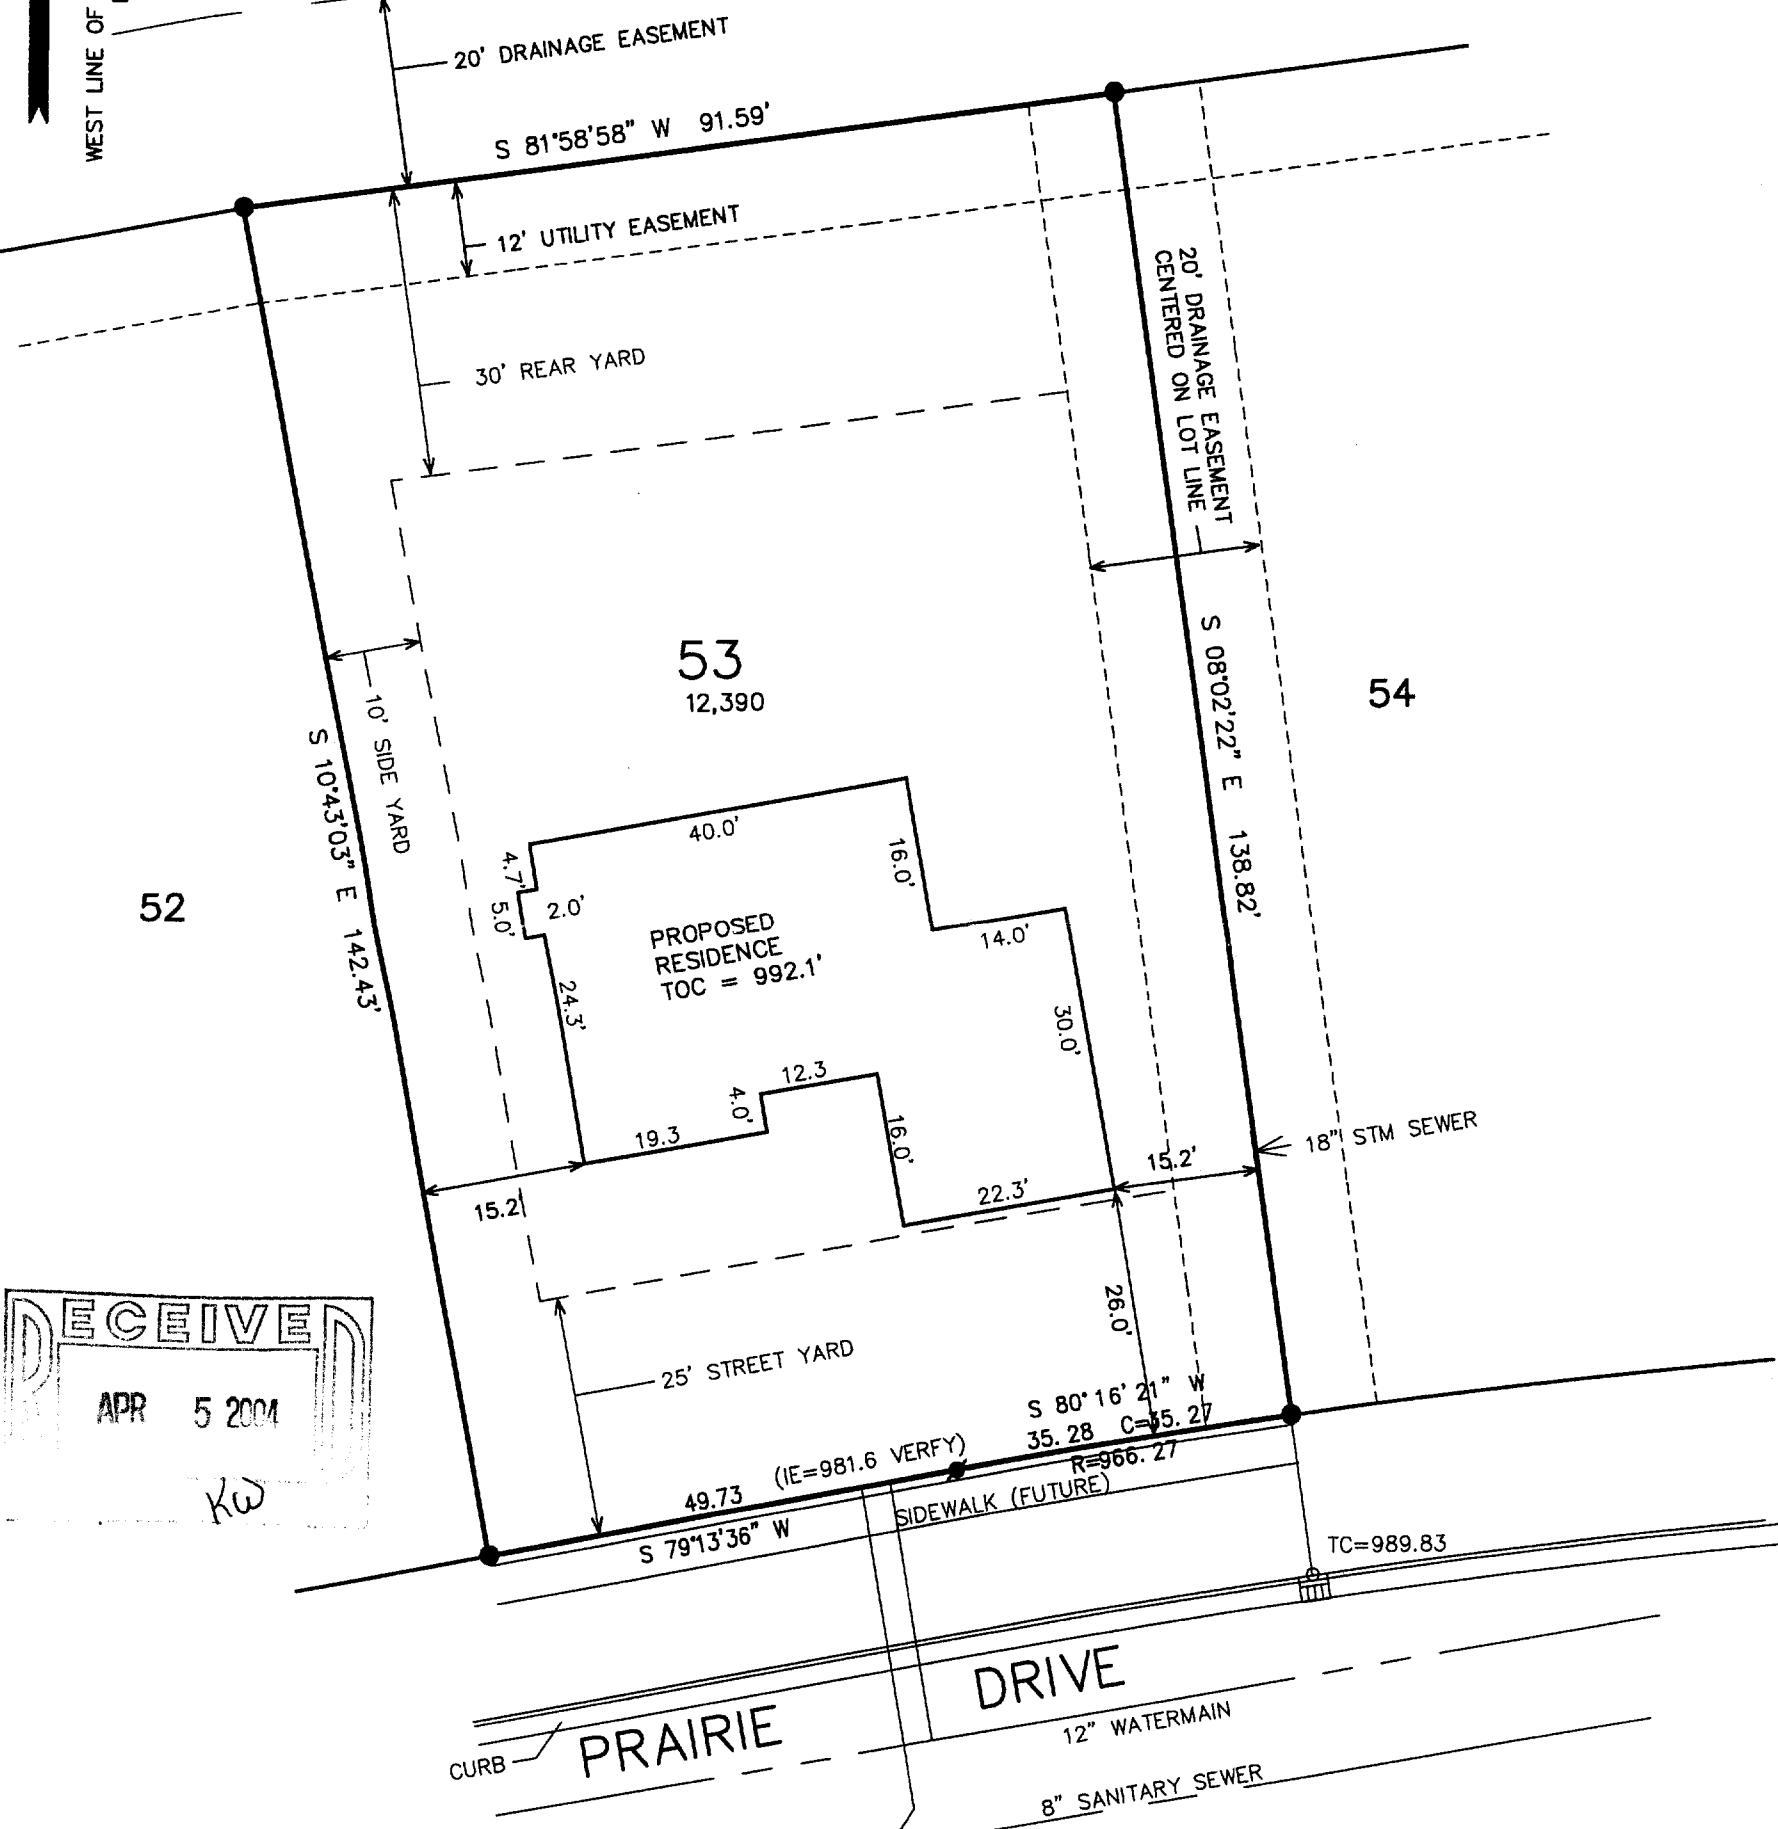 WEST LINE OF
20' DRAINAGE EASEMENT
S 81°58'58" W 91.59'
12' UTILITY EASEMENT
20' DRAINAGE EASEMENT
CENTERED ON LOT LINE
30' REAR YARD
53
12,390
54
S 08°02'22" E 138.82'
10' SIDE YARD
S 10°43'03" E 142.43'
52
40.0'
16.0'
4.7'
5.0'
2.0'
14.0'
PROPOSED
RESIDENCE
TOC = 992.1'
24.3'
30.0'
12.3
4.0'
19.3
16.0'
18" STM SEWER
15.2'
15.2'
22.3'
26.0'
RECEIVED
APR 5 2004
KW
25' STREET YARD
S 80°16'21" W
35.28 C=35.27
R=966.27
(IE=981.6 VERFY)
49.73
SIDEWALK (FUTURE)
S 79°13'36" W
TC=989.83
PRAIRIE DRIVE
12" WATERMAIN
CURB
8" SANITARY SEWER